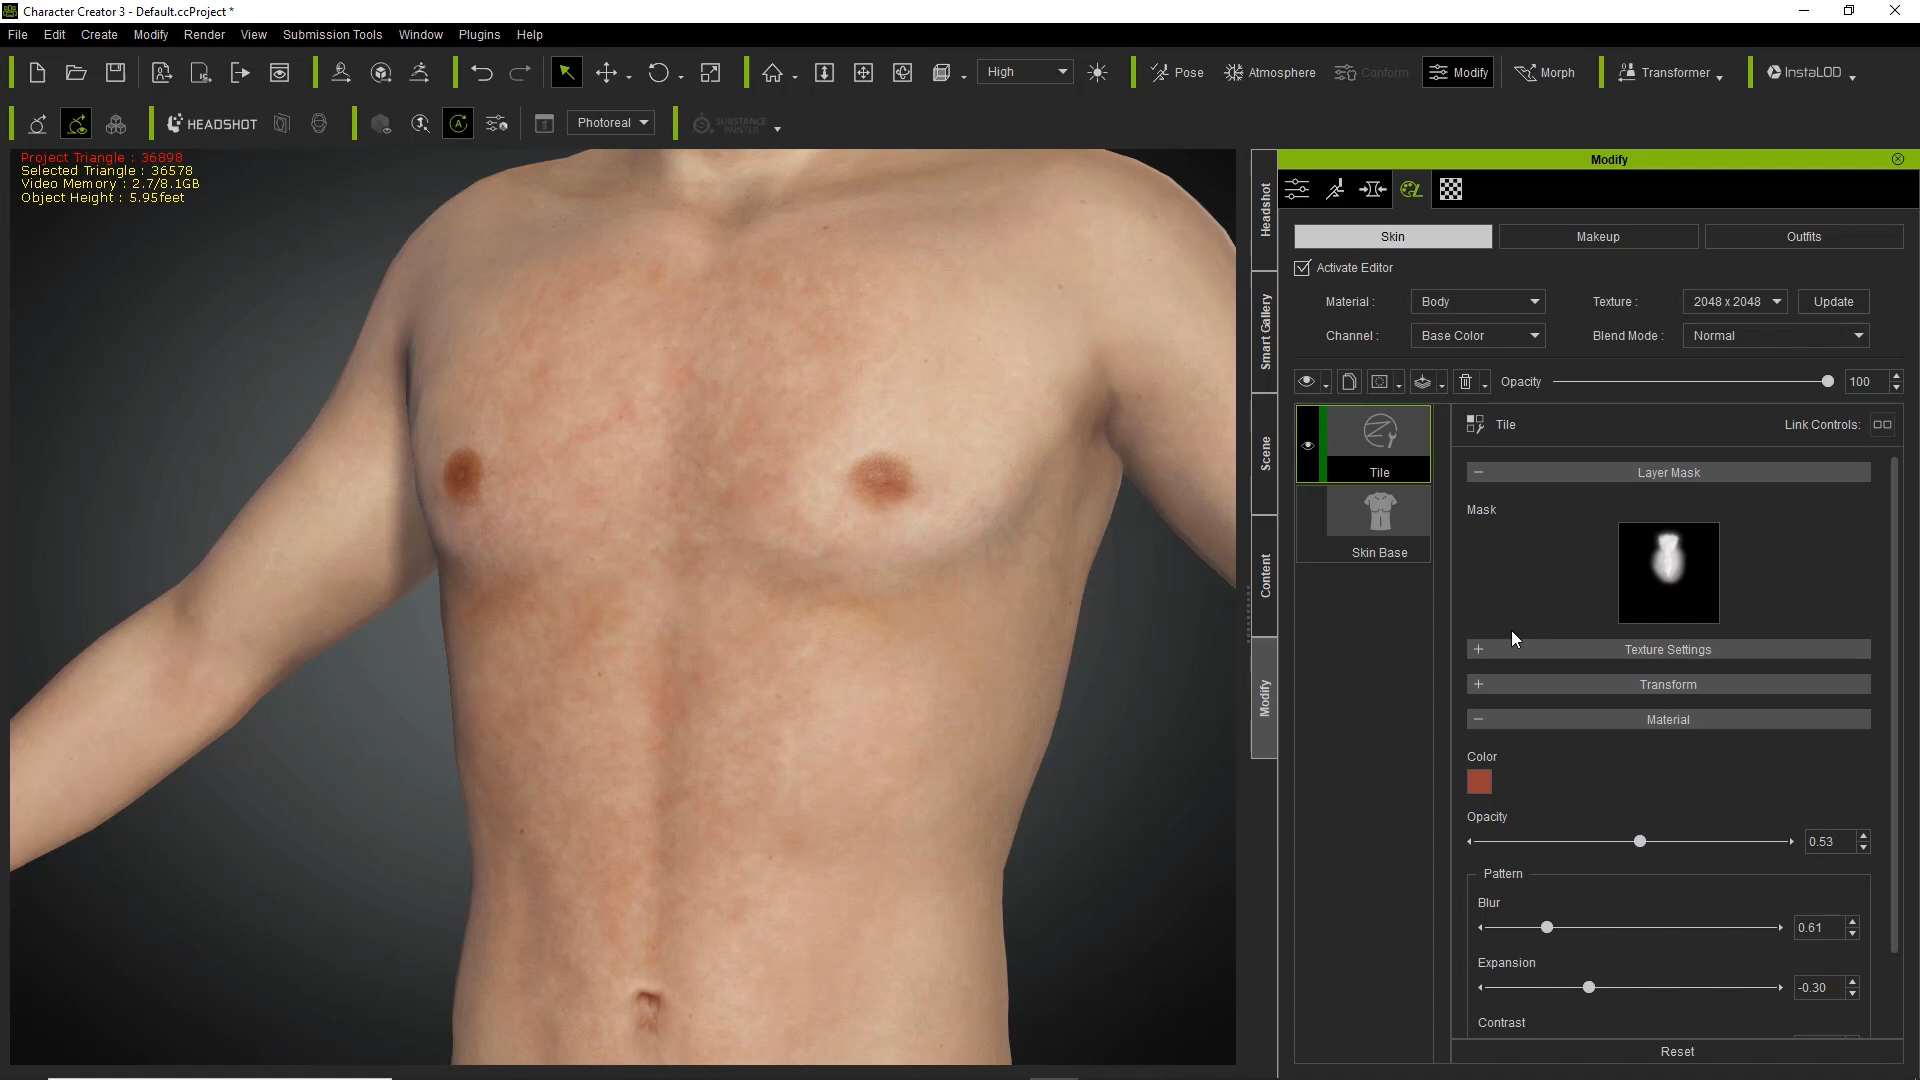 Character Creator 3 - Default.ccProject *
File Edit Create Modify Render View Submission Tools Window Plugins Help
High Pose Atmosphere Conform Modify Morph Transformer InstaLOD
HEADSHOT Photoreal SUBSTANCE PAINTER
Project Triangle : 36898
Selected Triangle : 36578
Video Memory : 2.7/8.1GB
Object Height : 5.95feet
Headshot
Smart Gallery
Scene
Content
Modify
Modify
Skin Makeup Outfits
Activate Editor
Material : Body Texture : 2048 x 2048 Update
Channel : Base Color Blend Mode : Normal
Opacity 100
Tile
Skin Base
Tile Link Controls:
Layer Mask
Mask
Texture Settings
Transform
Material
Color
Opacity
0.53
Pattern
Blur
0.61
Expansion
-0.30
Contrast
Reset